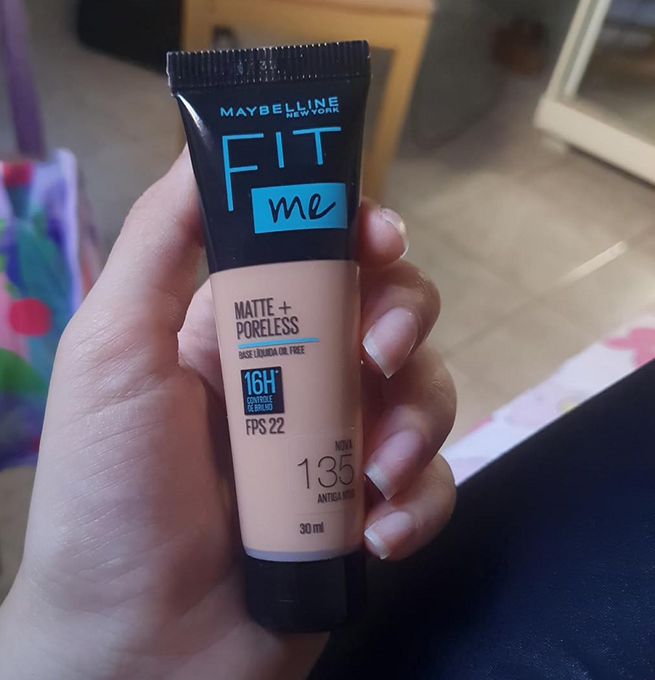 MAYBELLINE
NEW YORK
FIT
me
MATTE +
PORELESS
BASE LÍQUIDA OIL FREE
16H*
CONTROLE
DE BRILHO
FPS 22
NOVA
135
ANTIGA
30 ml